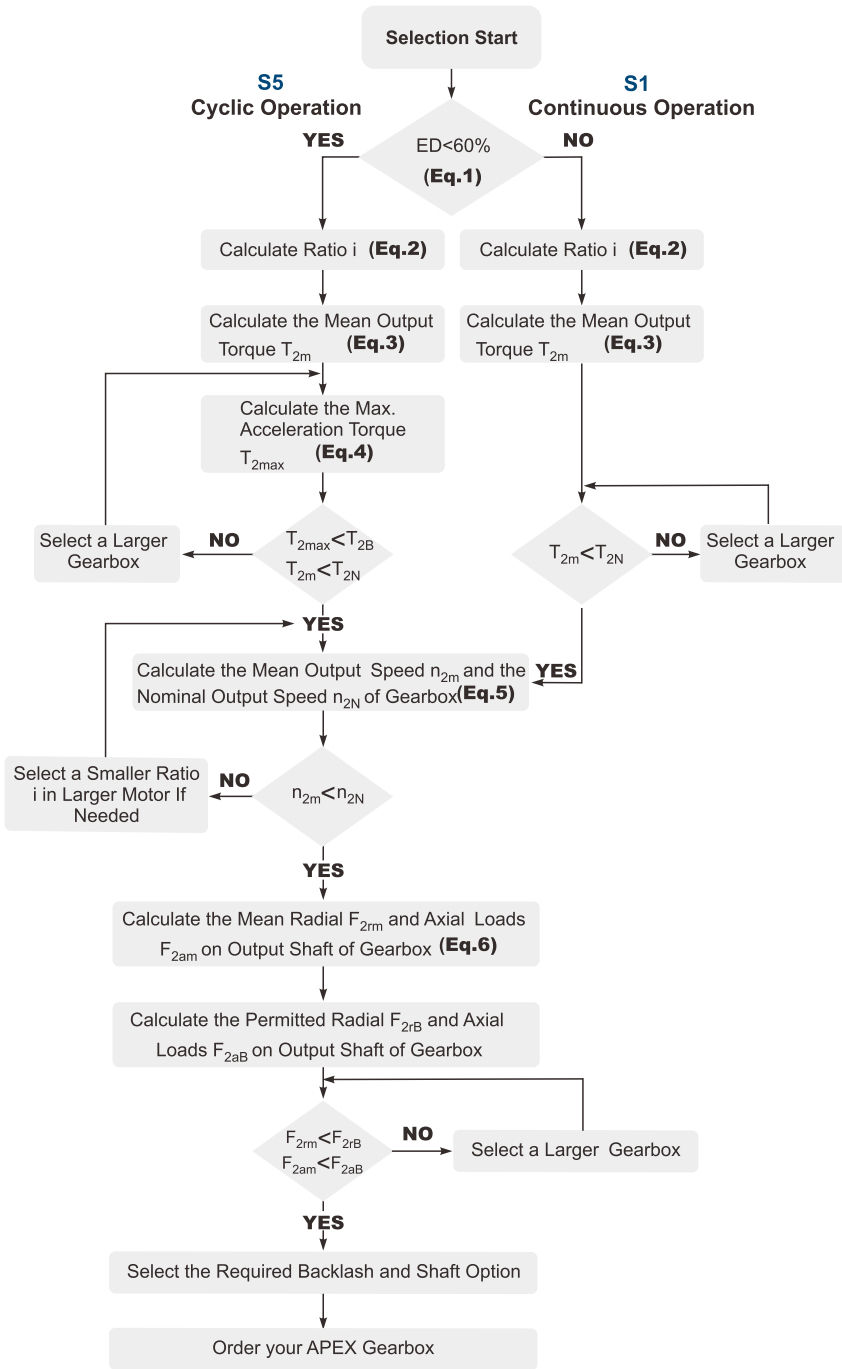 Selection Start
S5
Cyclic Operation
S1
Continuous Operation
YES
ED<60%
(Eq.1)
NO
Calculate Ratio i (Eq.2)
Calculate Ratio i (Eq.2)
Calculate the Mean Output
Torque T2m (Eq.3)
Calculate the Mean Output
Torque T2m (Eq.3)
Calculate the Max.
Acceleration Torque
T2max (Eq.4)
Select a Larger
Gearbox
NO
T2max<T2B
T2m<T2N
T2m<T2N
NO
Select a Larger
Gearbox
YES
Calculate the Mean Output Speed n2m and the
Nominal Output Speed n2N of Gearbox(Eq.5)
YES
Select a Smaller Ratio
i in Larger Motor If
Needed
NO
n2m<n2N
YES
Calculate the Mean Radial F2rm and Axial Loads
F2am on Output Shaft of Gearbox (Eq.6)
Calculate the Permitted Radial F2rB and Axial
Loads F2aB on Output Shaft of Gearbox
F2rm<F2rB
F2am<F2aB
NO
Select a Larger Gearbox
YES
Select the Required Backlash and Shaft Option
Order your APEX Gearbox